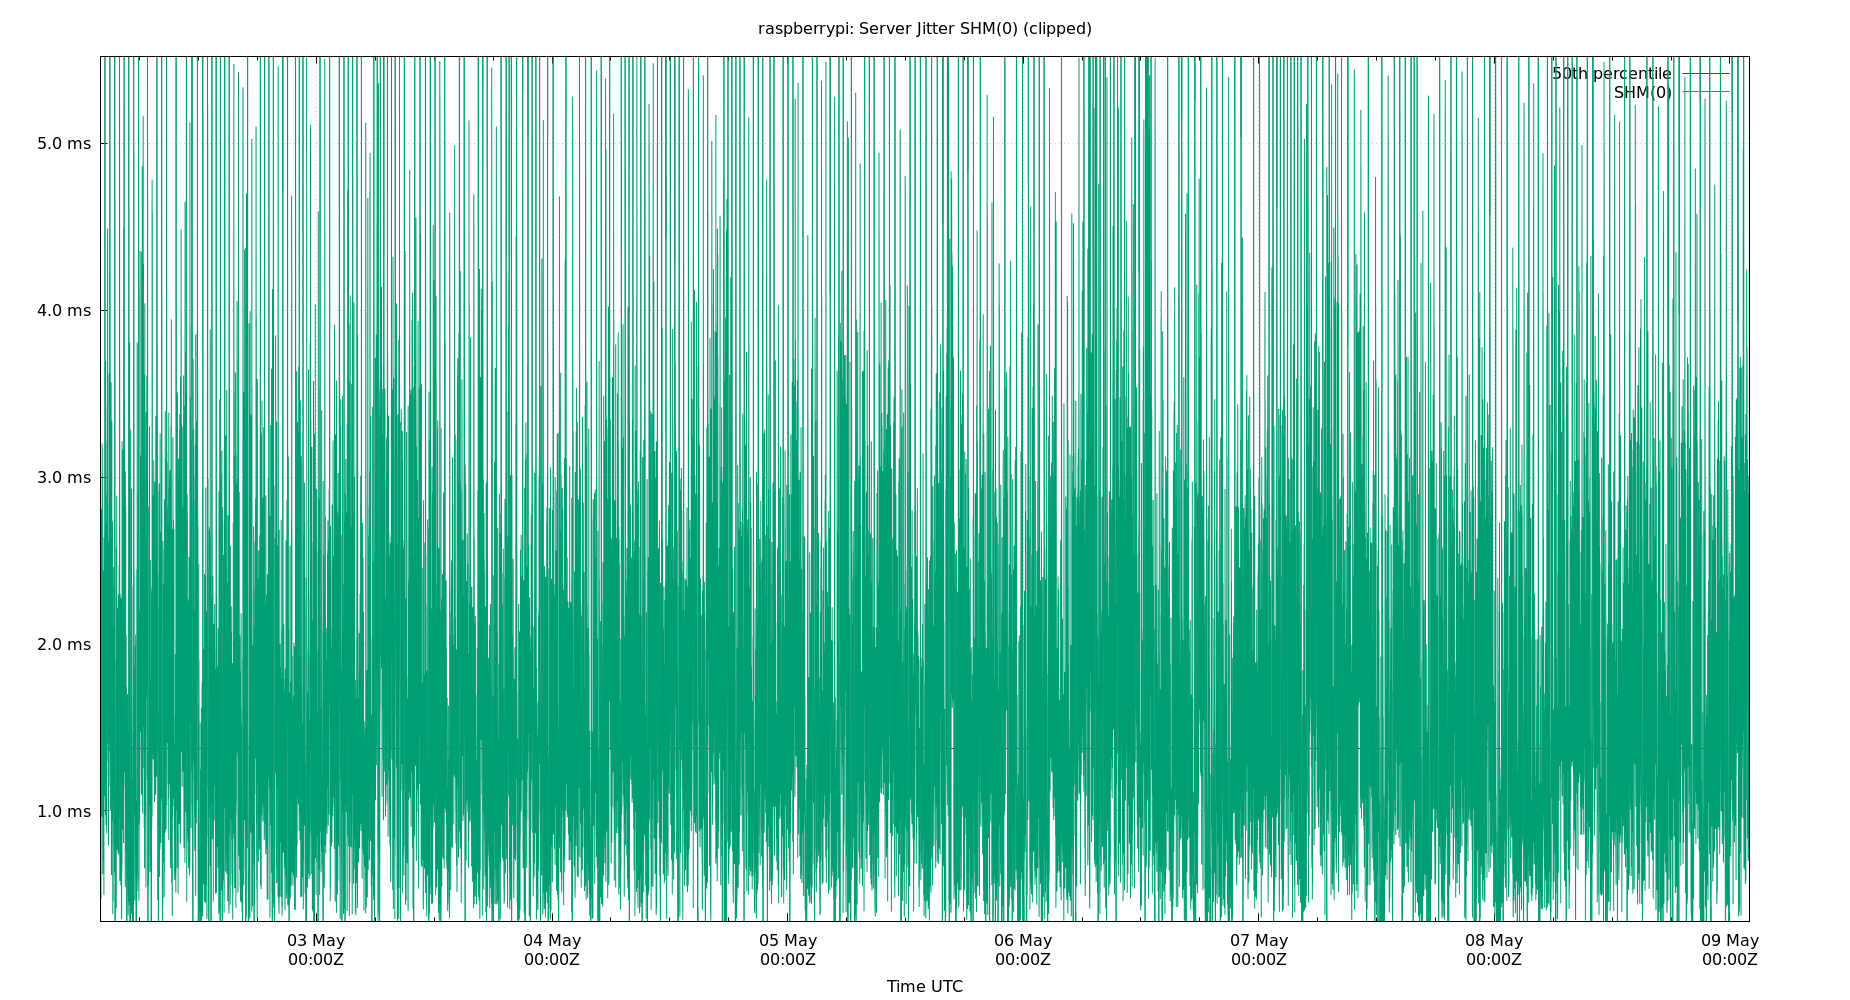 raspberrypi: Server Jitter SHM(0) (clipped)
50th percentile
SHM(0)
5.0 ms
4.0 ms
3.0 ms
2.0 ms
1.0 ms
03 May 04 May 05 May 06 May 07 May 08 May 09 May
00:00Z 00:00Z 00:00Z 00:00Z 00:00Z 00:00Z 00:00Z
Time UTC